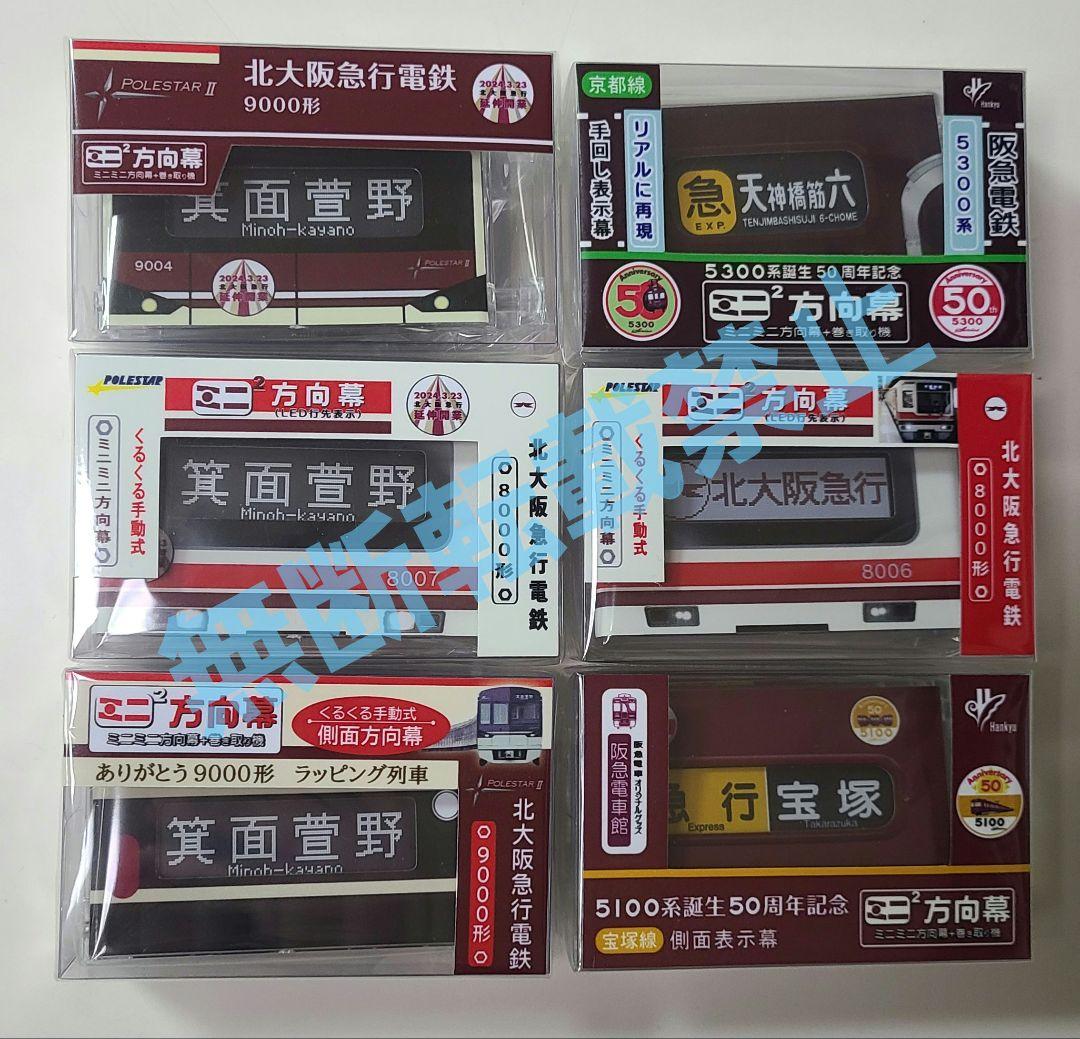 POLESTAR II
北大阪急行電鉄
9000形
2024.3.23
北大阪急行
延伸開業
ミニ²方向幕
ミニミニ方向幕+巻き取り機
箕面萱野
Minoh-kayano
9004
POLESTAR II
2024.3.23
北大阪急行
延伸開業
京都線
手回し表示幕
リアルに再現
急
EXP.
天神橋筋六
TENJIMBASHISUJI 6-CHOME
Hankyu
阪急電鉄
5300系
5300系誕生50周年記念
Anniversary
50
5300
ミニ²方向幕
ミニミニ方向幕+巻き取り機
Anniversary
50th
5300
POLESTAR
ミニ²方向幕
(LED行先表示)
2024.3.23
北大阪急行
延伸開業
ミニミニ方向幕
くるくる手動式
箕面萱野
Minoh-kayano
8007
北大阪急行電鉄
8000形
POLESTAR
ミニ²方向幕
(LED行先表示)
ミニミニ方向幕
くるくる手動式
北大阪急行
8006
北大阪急行電鉄
8000形
ミニ²方向幕
ミニミニ方向幕+巻き取り機
くるくる手動式
側面方向幕
ありがとう9000形 ラッピング列車
POLESTAR II
箕面萱野
Minoh-kayano
北大阪急行電鉄
9000形
阪急電車オリジナルグッズ
阪急電車館
50
5100
急行
Express
宝塚
Takarazuka
Hankyu
Anniversary
50
5100
5100系誕生50周年記念
宝塚線 側面表示幕
ミニ²方向幕
ミニミニ方向幕+巻き取り機
無断転載禁止